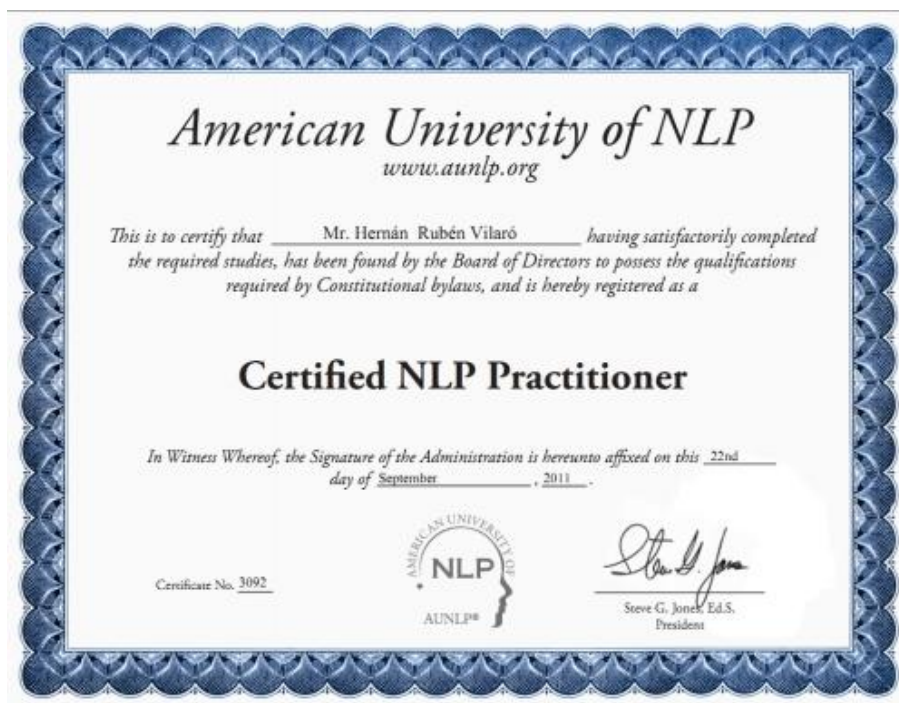 American University of NLP
www.aunlp.org
This is to certify that Mr. Hernán Rubén Vilaró having satisfactorily completed
the required studies, has been found by the Board of Directors to possess the qualifications
required by Constitutional bylaws, and is hereby registered as a
Certified NLP Practitioner
In Witness Whereof, the Signature of the Administration is hereunto affixed on this 22nd
day of September, 2011.
AMERICAN UNIVERSITY OF
NLP
AUNLP®
Certificate No. 3092
Steve G. Jones
Steve G. Jones, Ed.S.
President